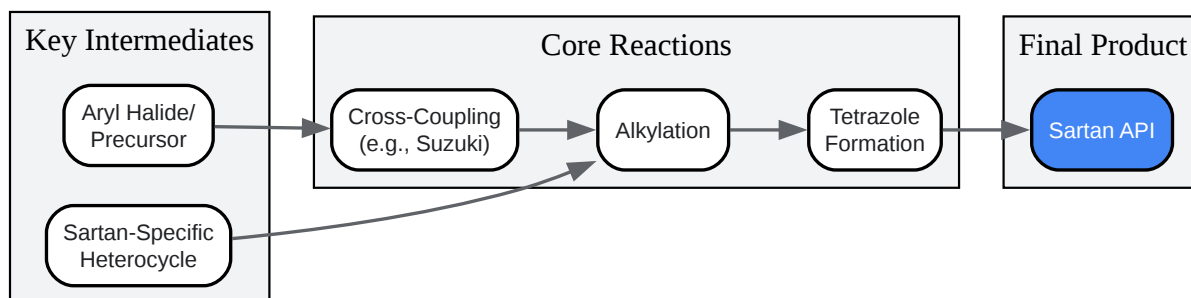 Key Intermediates
Aryl Halide/
Precursor
Sartan-Specific
Heterocycle
Core Reactions
Cross-Coupling
(e.g., Suzuki)
Alkylation
Tetrazole
Formation
Final Product
Sartan API